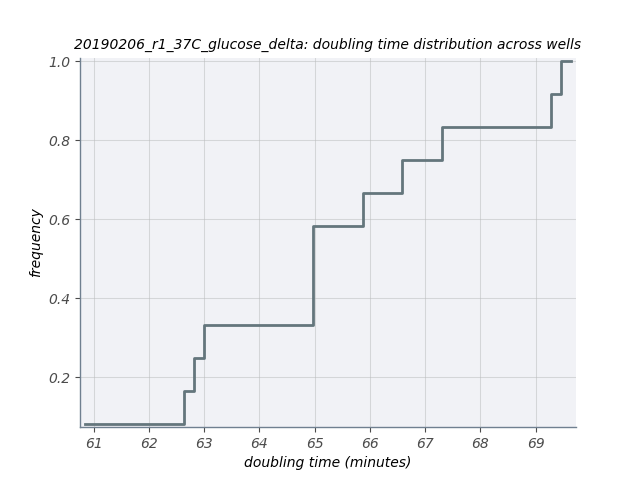 20190206_r1_37C_glucose_delta: doubling time distribution across wells
1.0
0.8
0.6
0.4
0.2
frequency
61 62 63 64 65 66 67 68 69
doubling time (minutes)